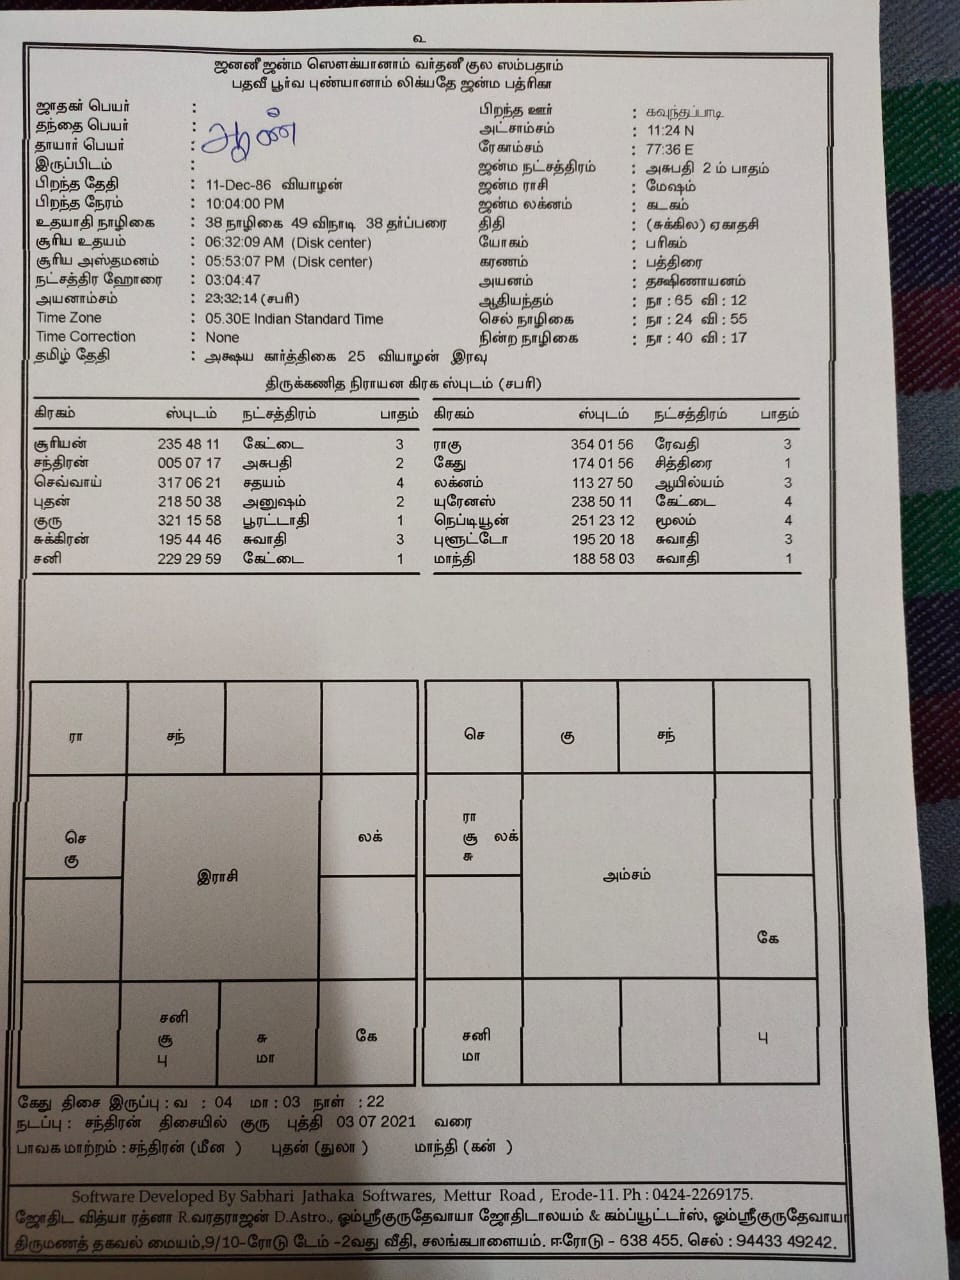 உ
ஜனனீ ஜன்ம ஸௌக்யானாம் வர்தனீ குல ஸம்பதாம்
பதவீ பூர்வ புண்யானாம் லிக்யதே ஜன்ம பத்ரிகா
ஜாதகர் பெயர் :
தந்தை பெயர் : ஆண்
தாயார் பெயர் :
இருப்பிடம் :
பிறந்த தேதி : 11-Dec-86 வியாழன்
பிறந்த நேரம் : 10:04:00 PM
உதயாதி நாழிகை : 38 நாழிகை 49 விநாடி 38 தர்ப்பரை
சூரிய உதயம் : 06:32:09 AM (Disk center)
சூரிய அஸ்தமனம் : 05:53:07 PM (Disk center)
நட்சத்திர ஹோரை : 03:04:47
அயனாம்சம் : 23:32:14 (சபரி)
Time Zone : 05.30E Indian Standard Time
Time Correction : None
தமிழ் தேதி : அக்ஷய கார்த்திகை 25 வியாழன் இரவு
பிறந்த ஊர் : கவுந்தப்பாடி
அட்சாம்சம் : 11:24 N
ரேகாம்சம் : 77:36 E
ஜன்ம நட்சத்திரம் : அசுபதி 2 ம் பாதம்
ஜன்ம ராசி : மேஷம்
ஜன்ம லக்னம் : கடகம்
திதி : (சுக்கில) ஏகாதசி
யோகம் : பரிகம்
கரணம் : பத்திரை
அயனம் : தக்ஷிணாயனம்
ஆதியந்தம் : நா : 65 வி : 12
செல் நாழிகை : நா : 24 வி : 55
நின்ற நாழிகை : நா : 40 வி : 17
திருக்கணித நிராயன கிரக ஸ்புடம் (சபரி)
கிரகம் ஸ்புடம் நட்சத்திரம் பாதம் கிரகம் ஸ்புடம் நட்சத்திரம் பாதம்
சூரியன் 235 48 11 கேட்டை 3 ராகு 354 01 56 ரேவதி 3
சந்திரன் 005 07 17 அசுபதி 2 கேது 174 01 56 சித்திரை 1
செவ்வாய் 317 06 21 சதயம் 4 லக்னம் 113 27 50 ஆயில்யம் 3
புதன் 218 50 38 அனுஷம் 2 யுரேனஸ் 238 50 11 கேட்டை 4
குரு 321 15 58 பூரட்டாதி 1 நெப்டியூன் 251 23 12 மூலம் 4
சுக்கிரன் 195 44 46 சுவாதி 3 புளூட்டோ 195 20 18 சுவாதி 3
சனி 229 29 59 கேட்டை 1 மாந்தி 188 58 03 சுவாதி 1
ரா சந்
செ
கு
லக்
இராசி
சனி
சூ
பு
சு
மா
கே
செ கு சந்
ரா
சூ லக்
சு
அம்சம்
கே
சனி
மா
பு
கேது திசை இருப்பு : வ : 04 மா : 03 நாள் : 22
நடப்பு : சந்திரன் திசையில் குரு புத்தி 03 07 2021 வரை
பாவக மாற்றம் : சந்திரன் (மீன ) புதன் (துலா ) மாந்தி (கன் )
Software Developed By Sabhari Jathaka Softwares, Mettur Road , Erode-11. Ph : 0424-2269175.
ஜோதிட வித்யா ரத்னா R.வரதராஜன் D.Astro., ஓம்ஸ்ரீகுருதேவாயா ஜோதிடாலயம் & கம்ப்யூட்டர்ஸ், ஓம்ஸ்ரீகுருதேவாயா
திருமணத் தகவல் மையம்,9/10-ரோடு டேம் -2வது வீதி, சலங்கபாளையம். ஈரோடு - 638 455. செல் : 94433 49242.